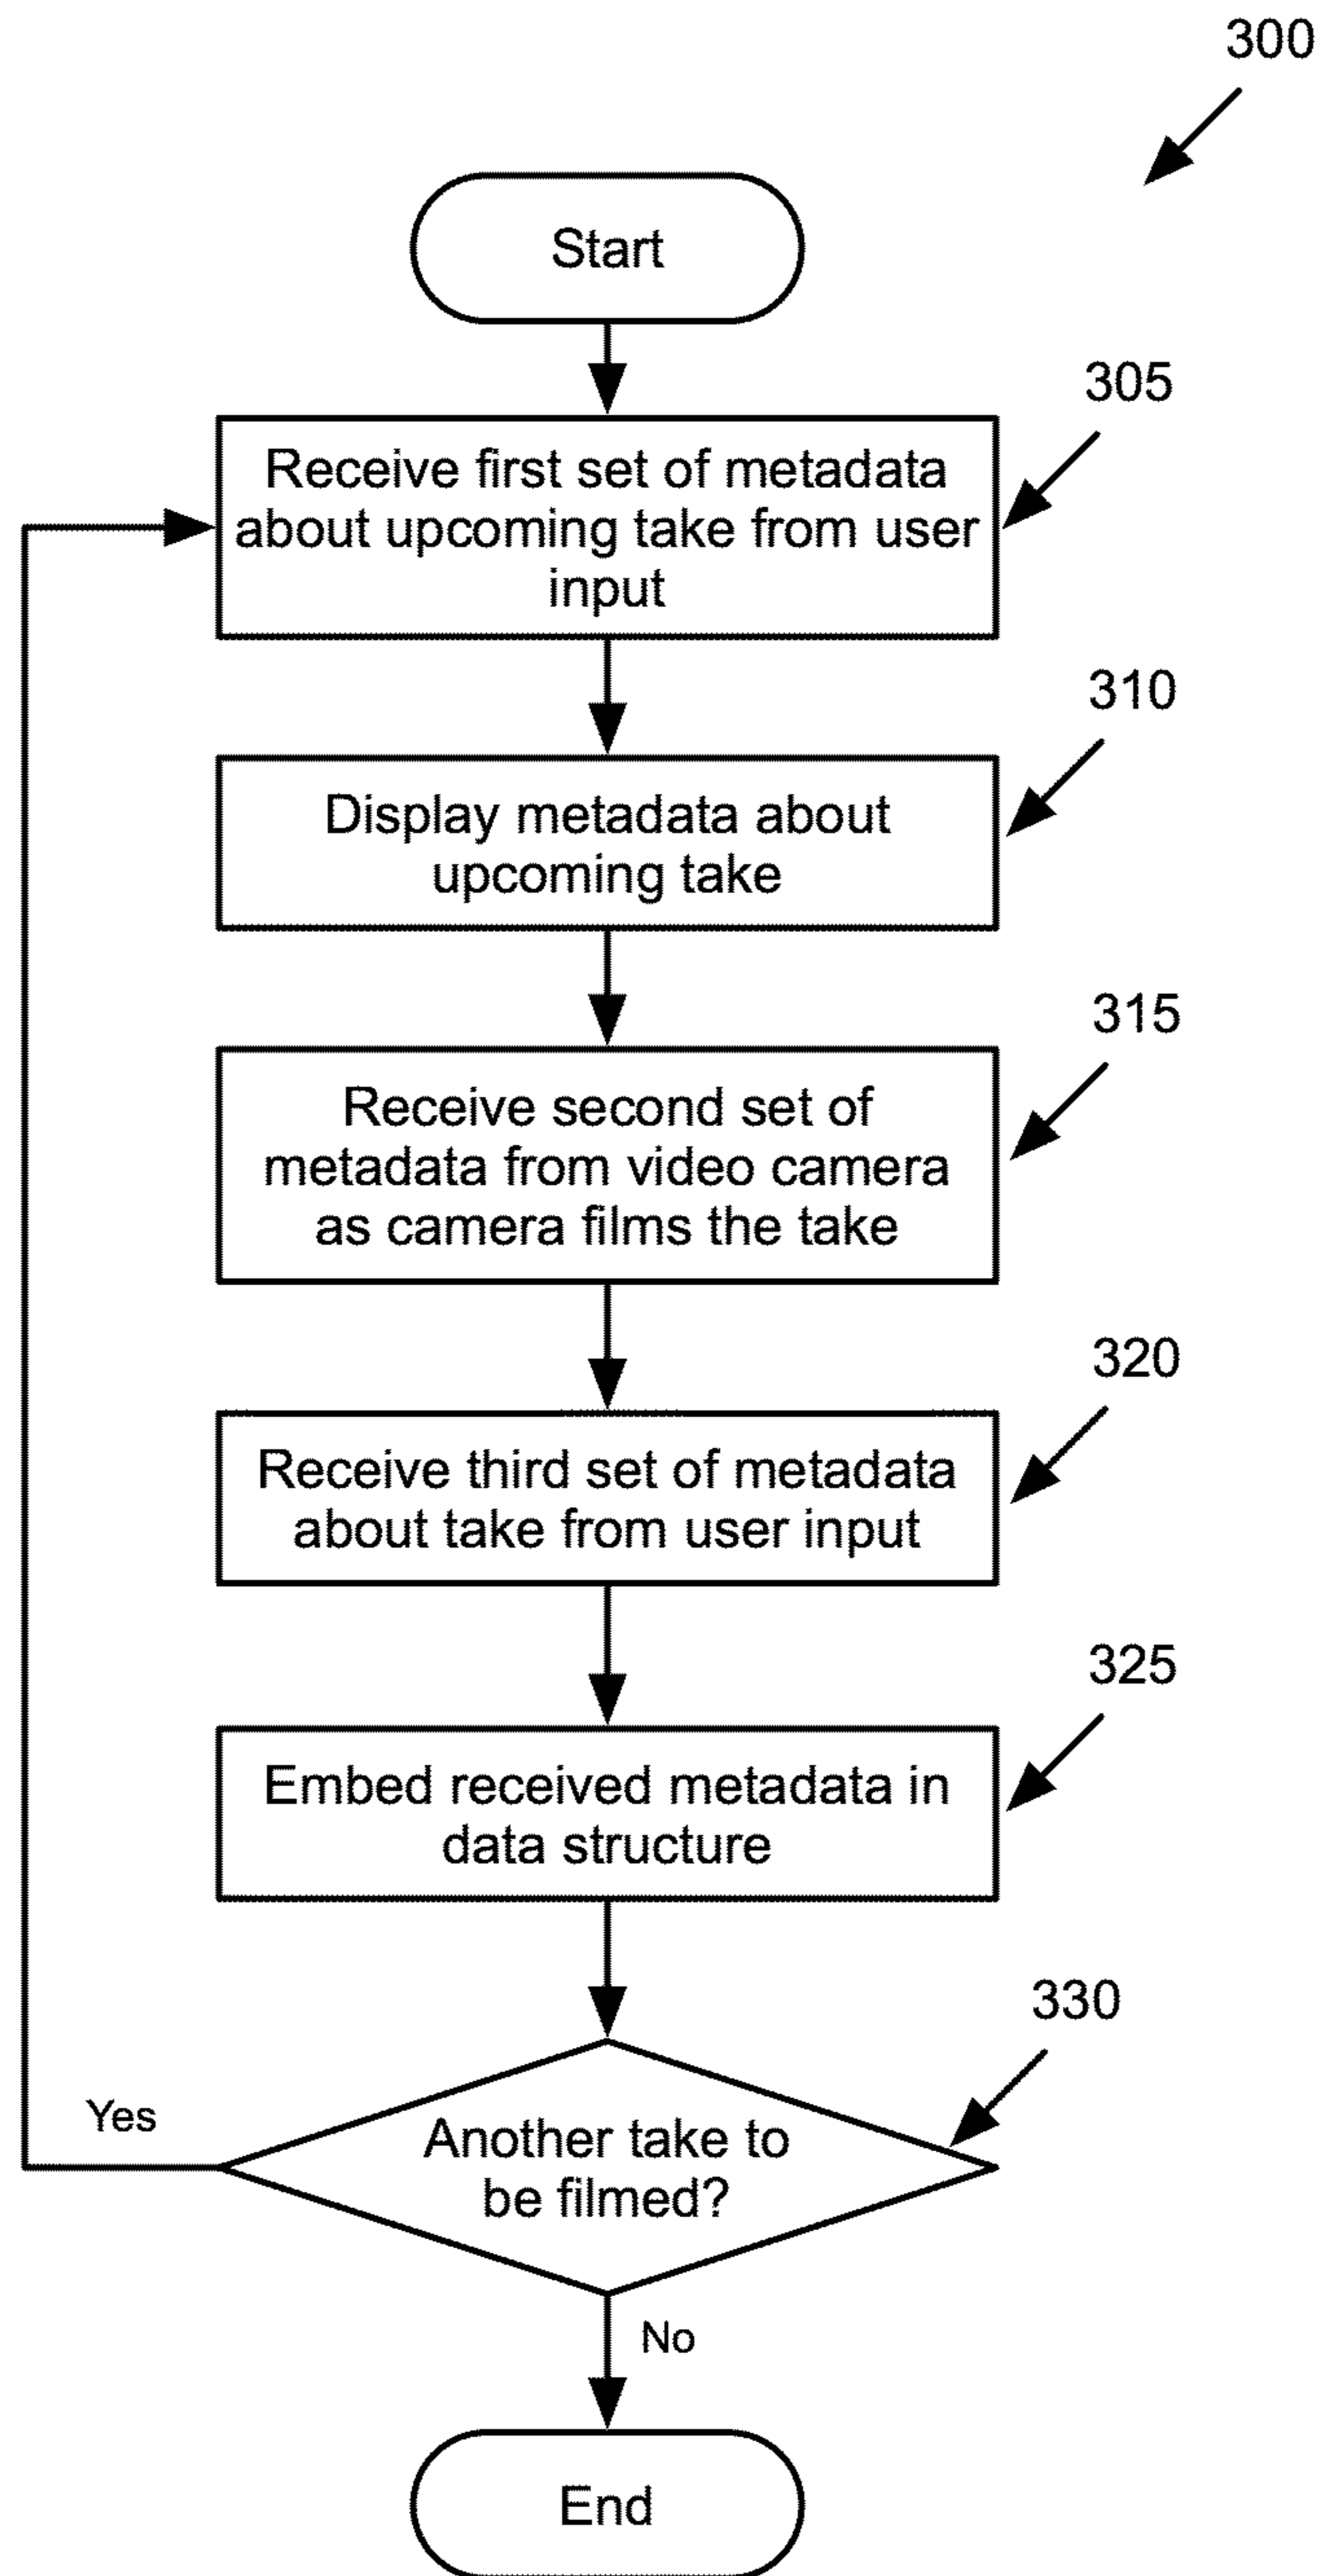 300
Start
305
Receive first set of metadata
about upcoming take from user
input
310
Display metadata about
upcoming take
315
Receive second set of
metadata from video camera
as camera films the take
320
Receive third set of metadata
about take from user input
325
Embed received metadata in
data structure
330
Yes
Another take to
be filmed?
No
End